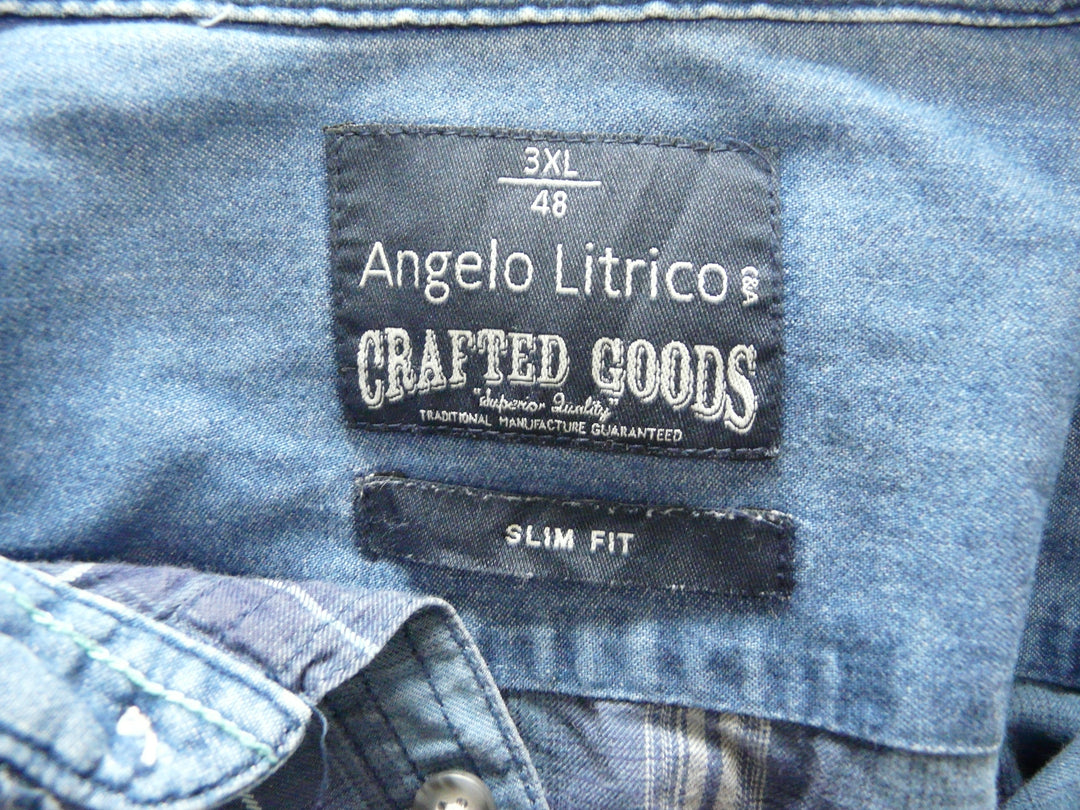 3XL
48
Angelo Litrico C&A
CRAFTED GOODS
"Superior Quality"
TRADITIONAL MANUFACTURE GUARANTEED
SLIM FIT